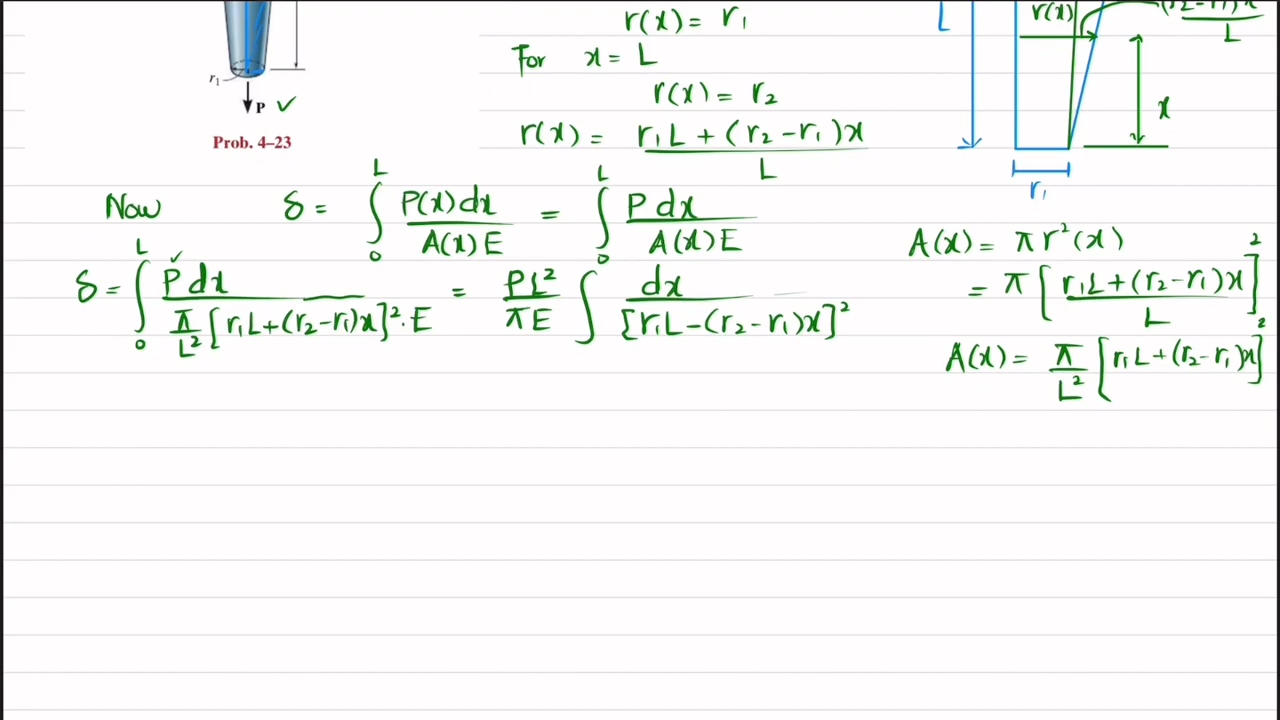 r(x) = r₁
For x = L
r(x) = r₂
r(x) = r₁L + (r₂ - r₁)x / L
r₁
P ✓
Prob. 4–23
L
r(x)
(r₂-r₁)x / L
x
r₁
Now δ = ∫₀ᴸ P(x)dx / A(x)E = ∫₀ᴸ P dx / A(x)E
δ = ∫₀ᴸ P dx / π/L² [r₁L+(r₂-r₁)x]²·E = PL²/πE ∫ dx / [r₁L-(r₂-r₁)x]²
A(x) = πr²(x)
= π [r₁L+(r₂-r₁)x / L]²
A(x) = π/L² [r₁L+(r₂-r₁)x]²